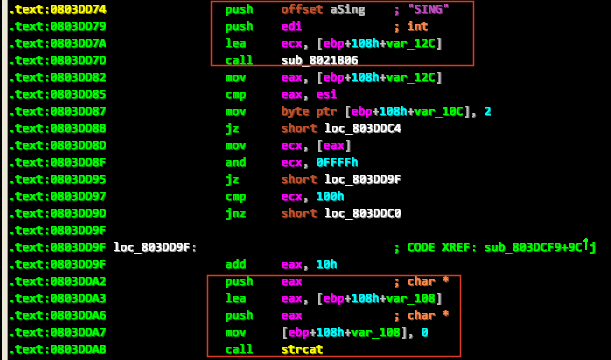 .text:0803DD74 push offset aSing ; "SING"
.text:0803DD79 push edi ; int
.text:0803DD7A lea ecx, [ebp+108h+var_12C]
.text:0803DD7D call sub_8021B06
.text:0803DD82 mov eax, [ebp+108h+var_12C]
.text:0803DD85 cmp eax, esi
.text:0803DD87 mov byte ptr [ebp+108h+var_10C], 2
.text:0803DD8B jz short loc_803DDC4
.text:0803DD8D mov ecx, [eax]
.text:0803DD8F and ecx, 0FFFFh
.text:0803DD95 jz short loc_803DD9F
.text:0803DD97 cmp ecx, 100h
.text:0803DD9D jnz short loc_803DDC0
.text:0803DD9F
.text:0803DD9F loc_803DD9F: ; CODE XREF: sub_803DCF9+9C↑j
.text:0803DD9F add eax, 10h
.text:0803DDA2 push eax ; char *
.text:0803DDA3 lea eax, [ebp+108h+var_108]
.text:0803DDA6 push eax ; char *
.text:0803DDA7 mov [ebp+108h+var_108], 0
.text:0803DDAB call strcat